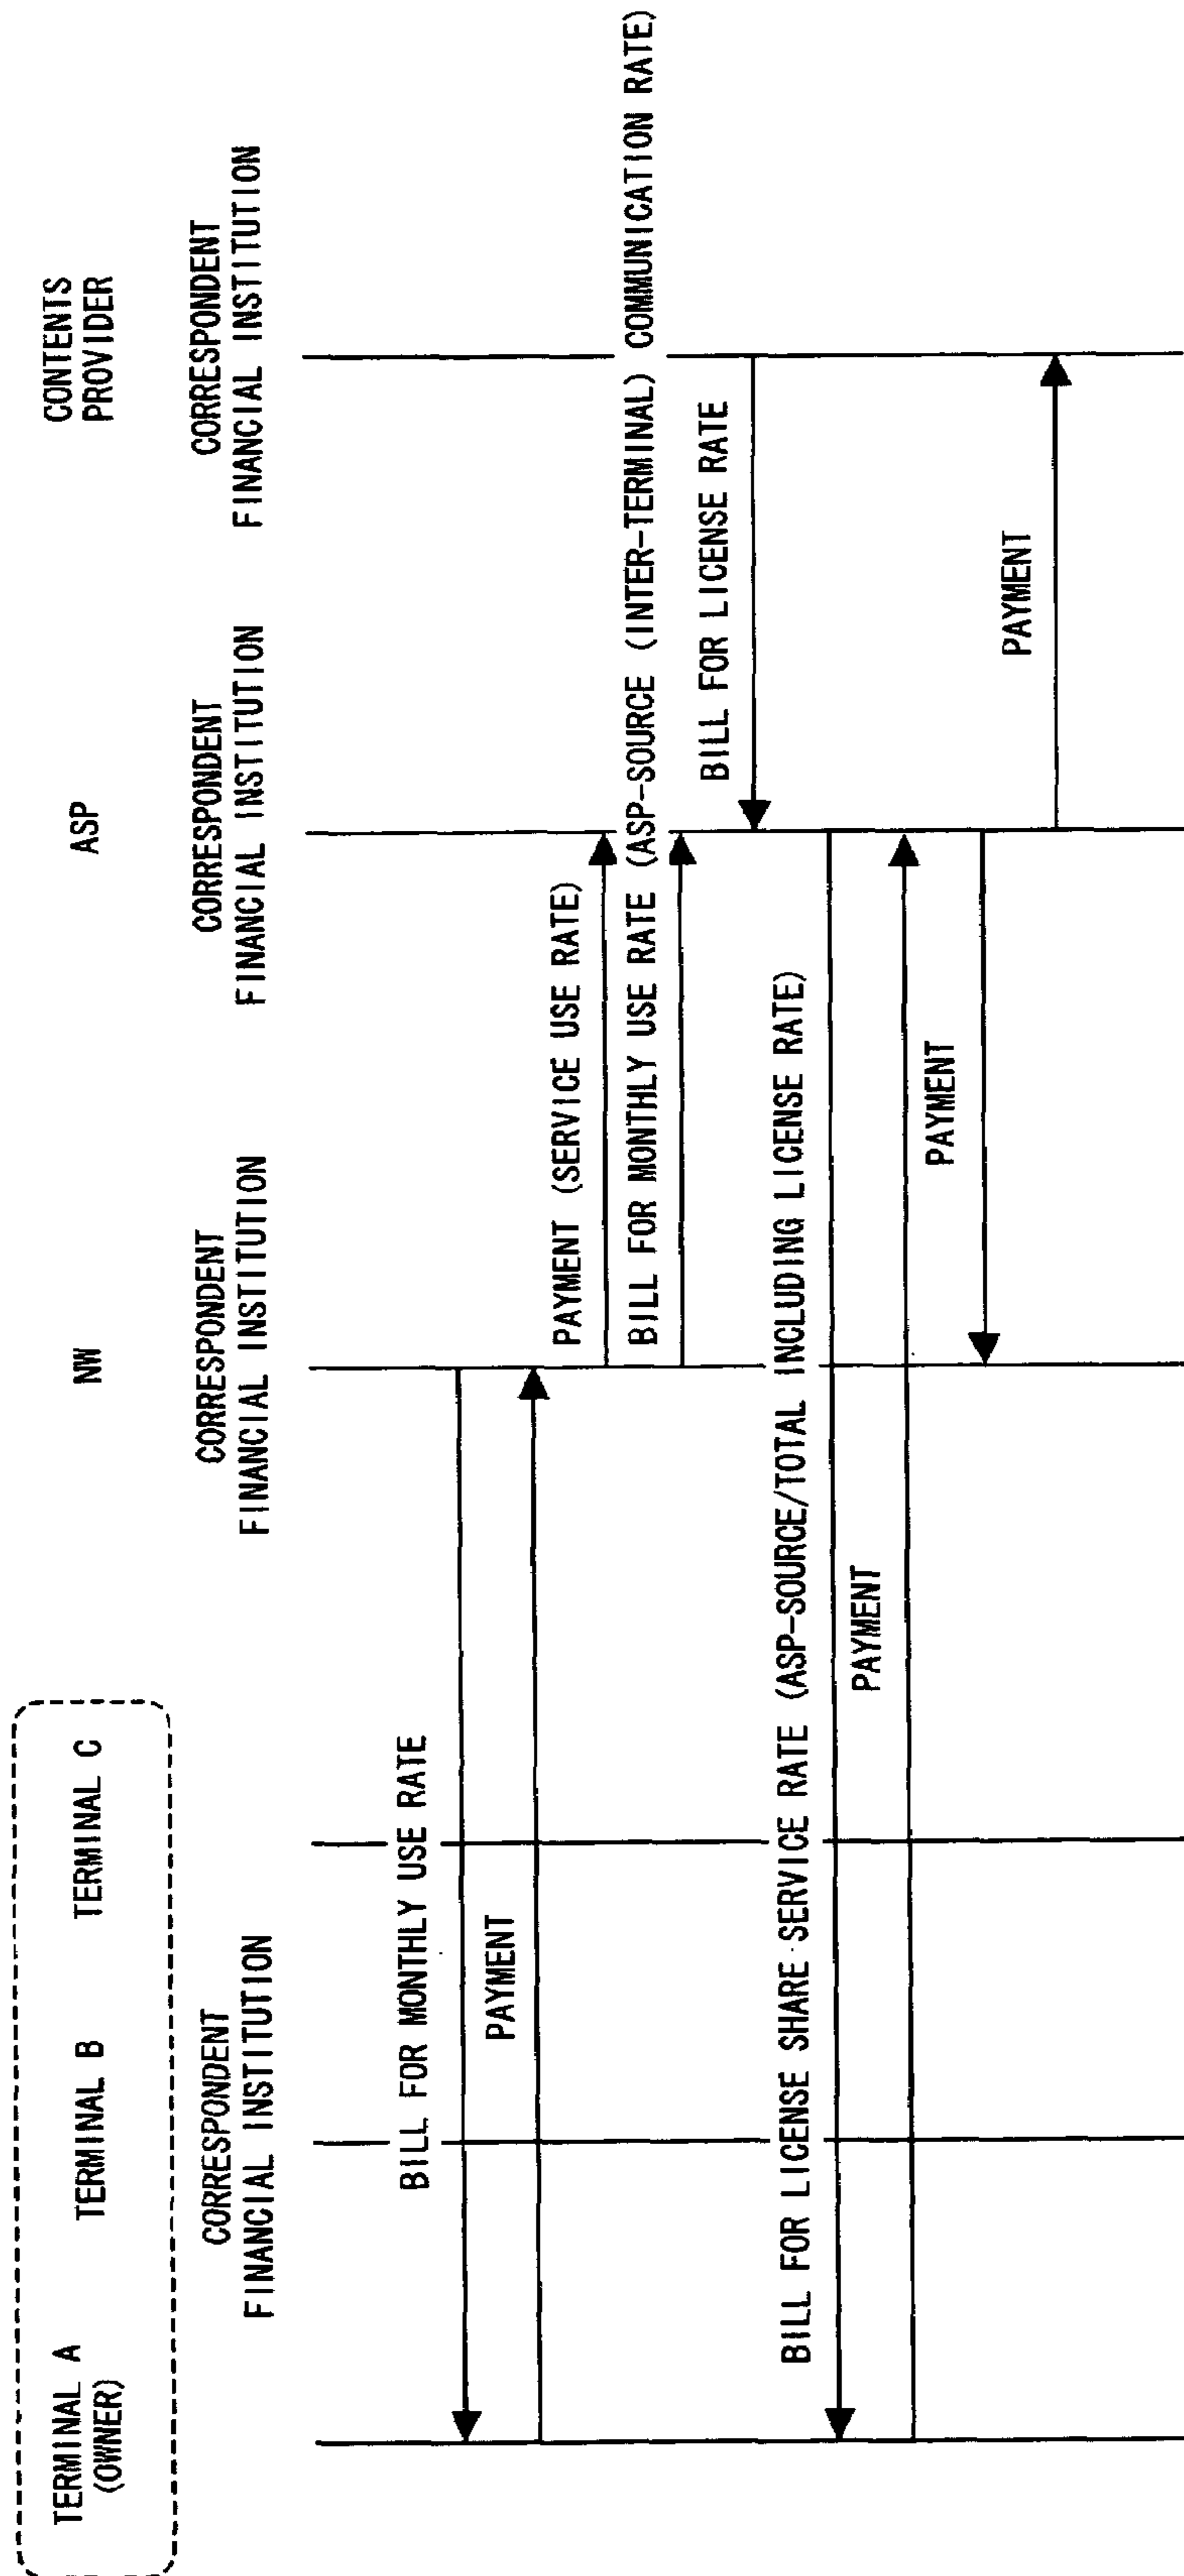 TERMINAL A
(OWNER)
TERMINAL B
TERMINAL C
NW
ASP
CONTENTS
PROVIDER
CORRESPONDENT
FINANCIAL INSTITUTION
CORRESPONDENT
FINANCIAL INSTITUTION
CORRESPONDENT
FINANCIAL INSTITUTION
CORRESPONDENT
FINANCIAL INSTITUTION
BILL FOR MONTHLY USE RATE
PAYMENT
PAYMENT (SERVICE USE RATE)
BILL FOR MONTHLY USE RATE (ASP-SOURCE (INTER-TERMINAL) COMMUNICATION RATE)
BILL FOR LICENSE RATE
BILL FOR LICENSE SHARE SERVICE RATE (ASP-SOURCE/TOTAL INCLUDING LICENSE RATE)
PAYMENT
PAYMENT
PAYMENT